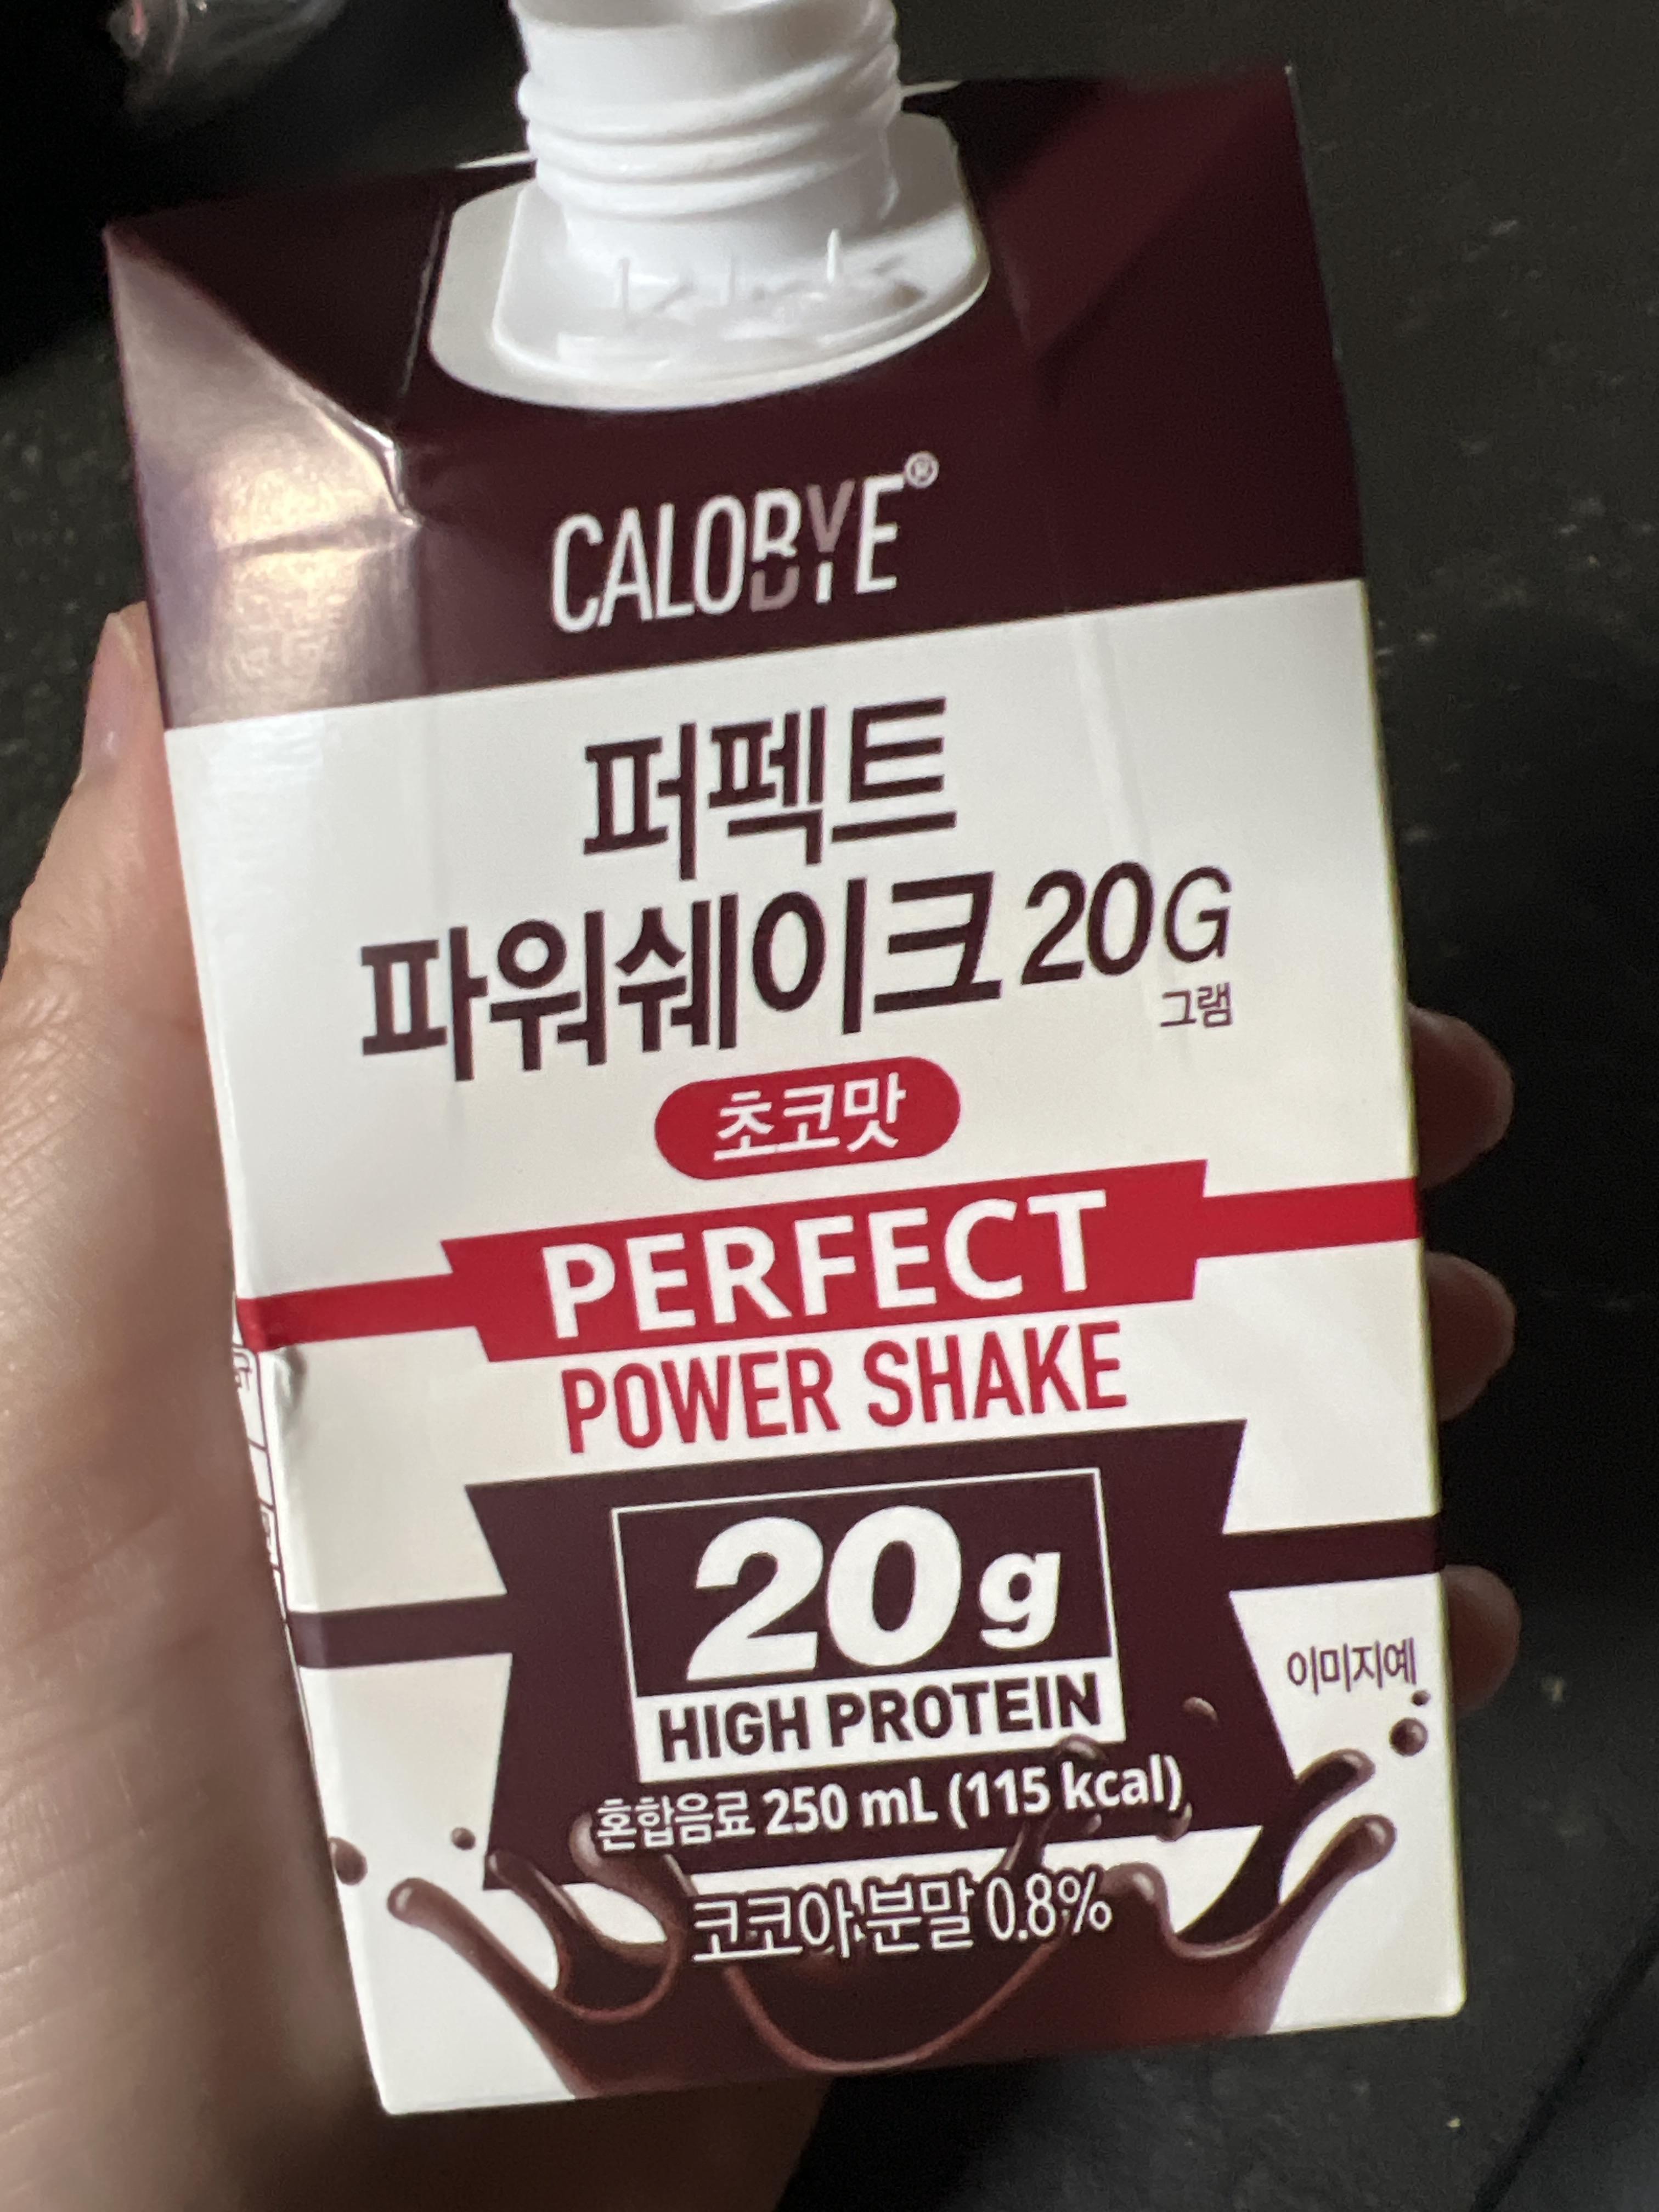 CALOBYE®
퍼펙트
파워쉐이크 20G
그램
초코맛
PERFECT
POWER SHAKE
20g
HIGH PROTEIN
이미지예
혼합음료 250 mL (115 kcal)
코코아분말 0.8%